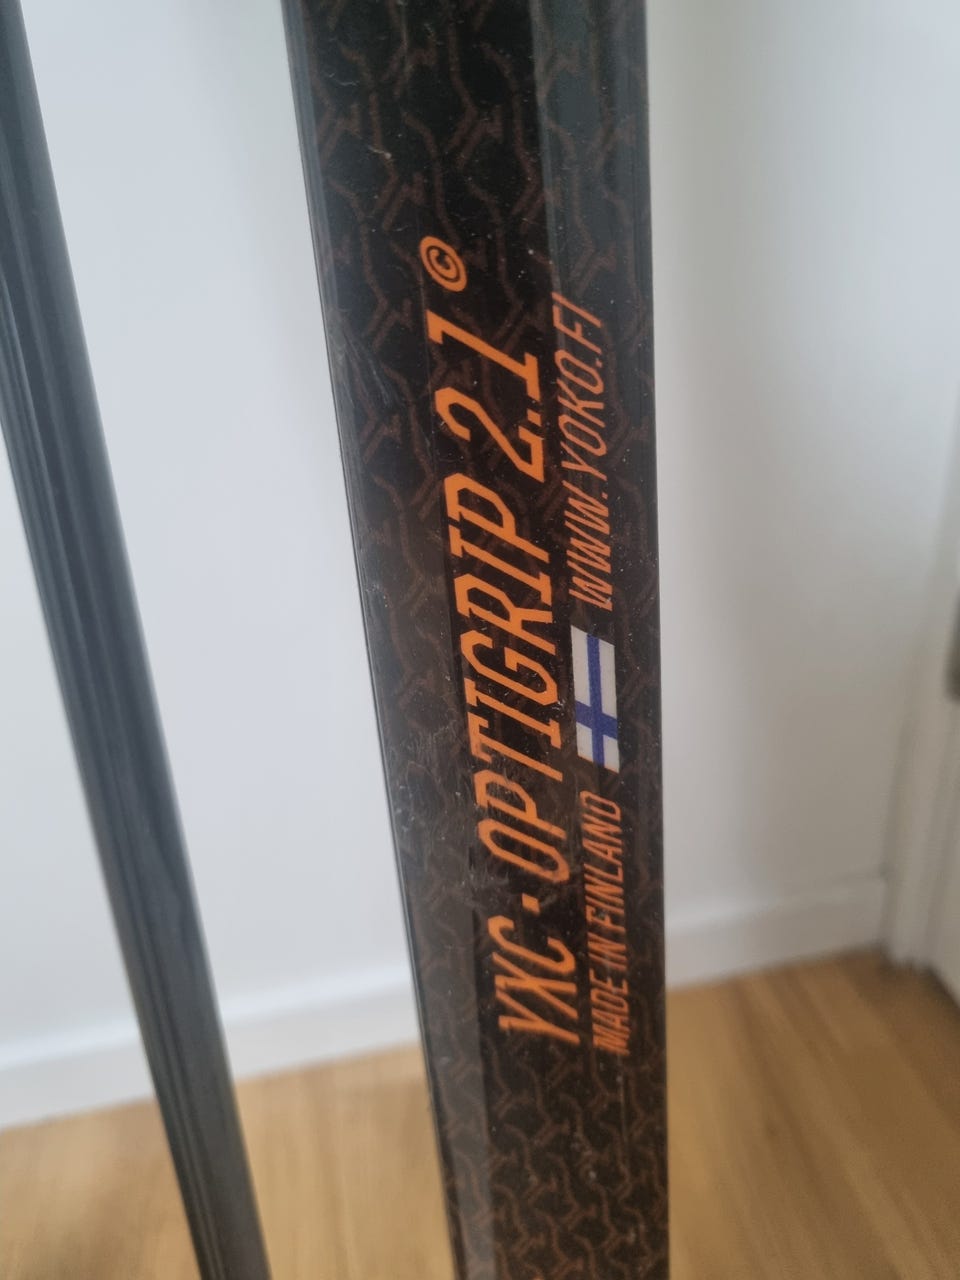 YXC · OPTIGRIP 2.1 ©
MADE IN FINLAND WWW.YOKO.FI